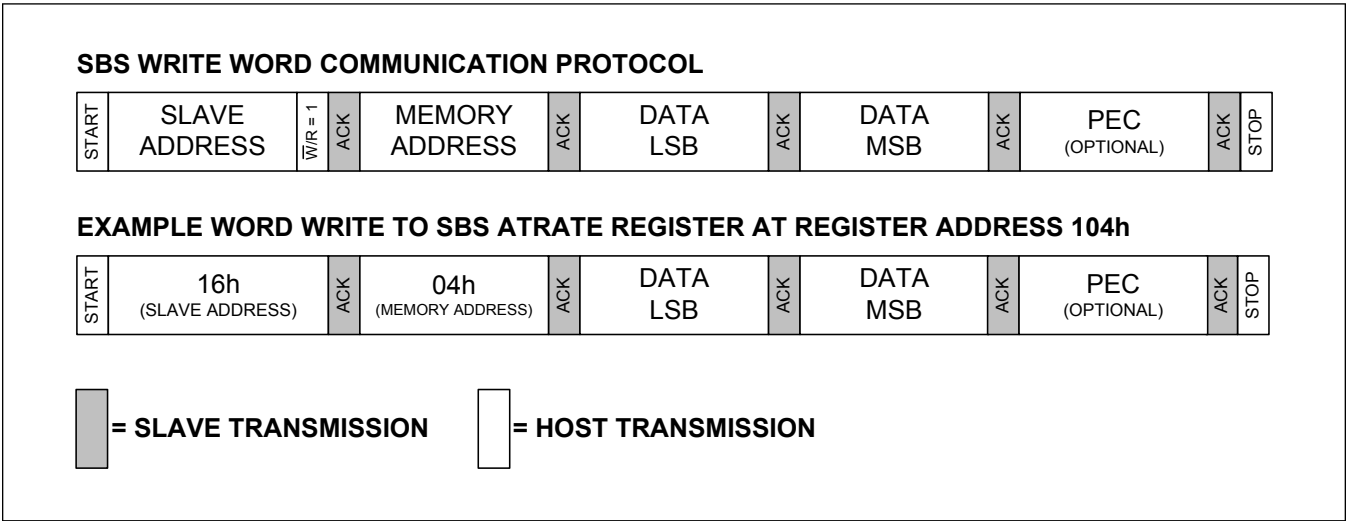 SBS WRITE WORD COMMUNICATION PROTOCOL
START
SLAVE
ADDRESS
W̅/R = 1
ACK
MEMORY
ADDRESS
ACK
DATA
LSB
ACK
DATA
MSB
ACK
PEC
(OPTIONAL)
ACK
STOP
EXAMPLE WORD WRITE TO SBS ATRATE REGISTER AT REGISTER ADDRESS 104h
START
16h
(SLAVE ADDRESS)
ACK
04h
(MEMORY ADDRESS)
ACK
DATA
LSB
ACK
DATA
MSB
ACK
PEC
(OPTIONAL)
ACK
STOP
= SLAVE TRANSMISSION
= HOST TRANSMISSION